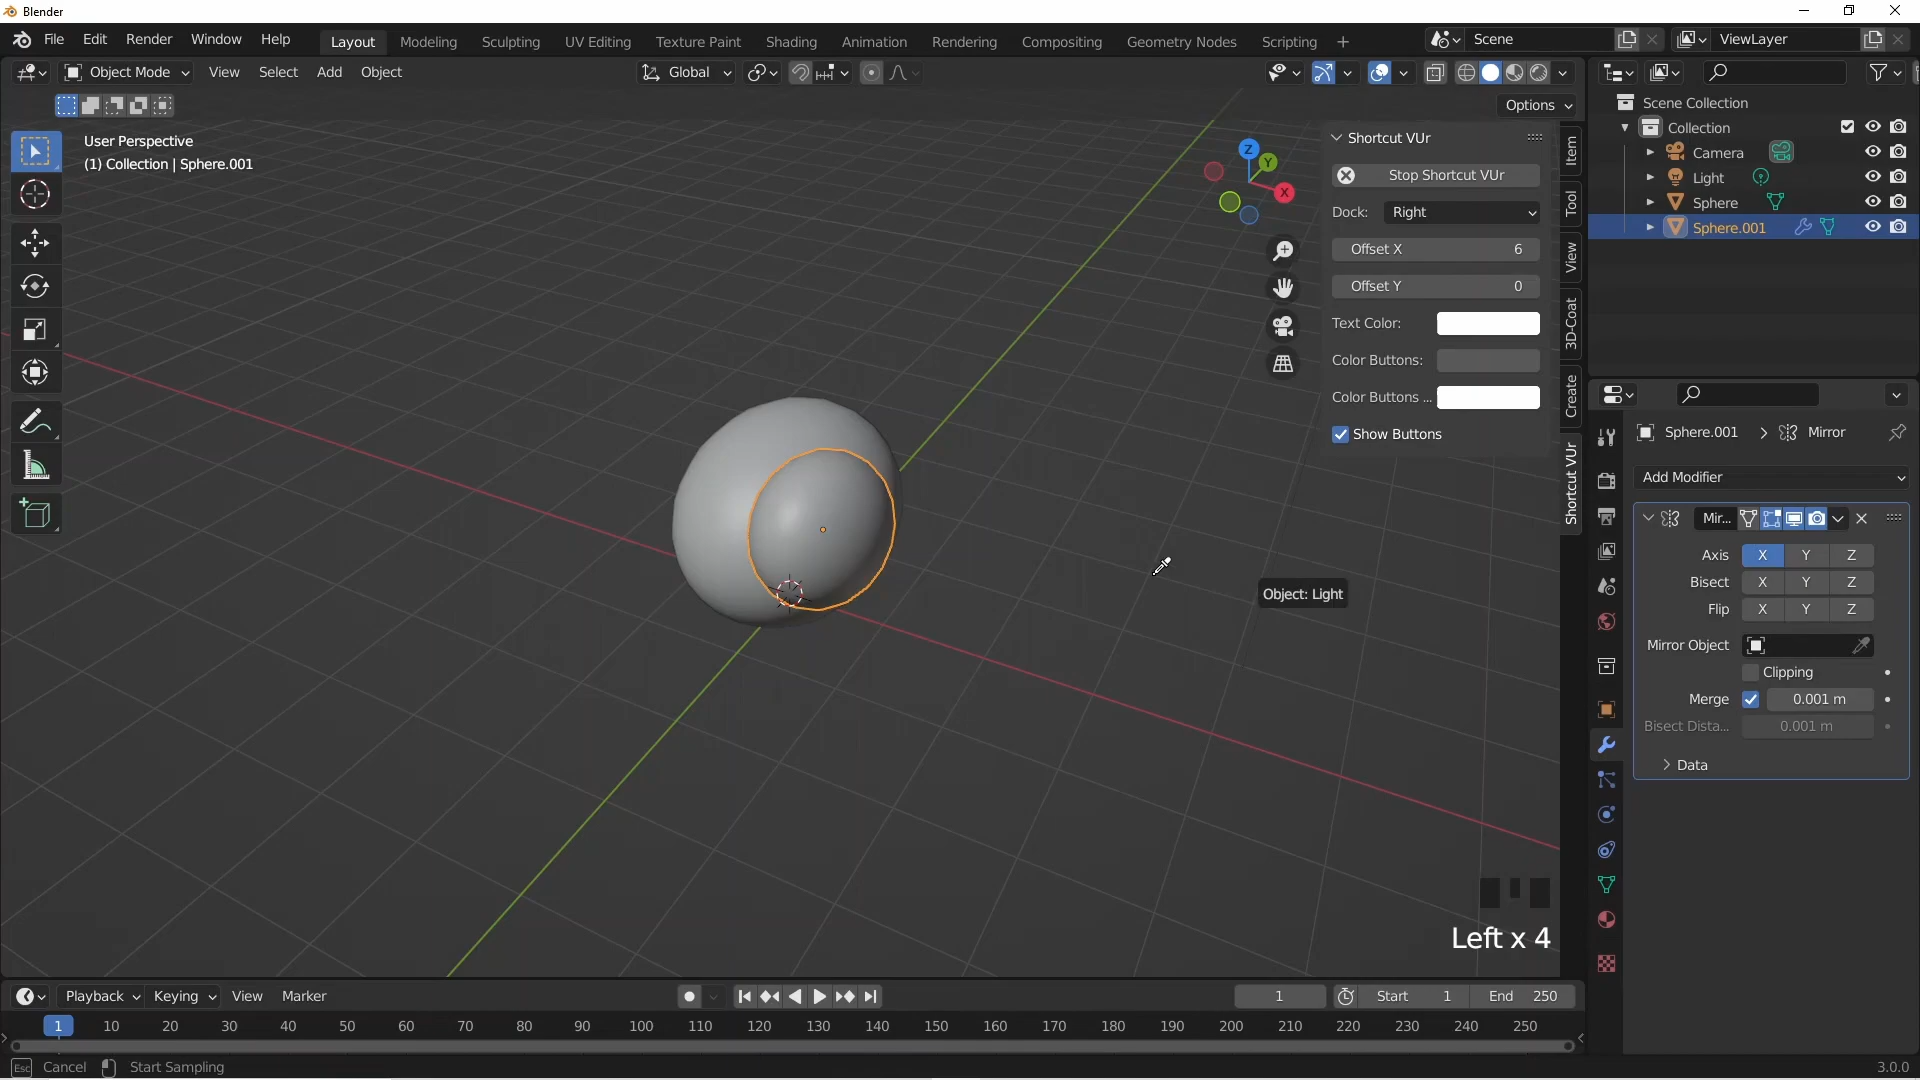 Blender
File Edit Render Window Help Layout Modeling Sculpting UV Editing Texture Paint Shading Animation Rendering Compositing Geometry Nodes Scripting + Scene ViewLayer
Object Mode View Select Add Object Global
Options
User Perspective
(1) Collection | Sphere.001
Z
Y
X
Shortcut VUr
Stop Shortcut VUr
Dock: Right
Offset X 6
Offset Y 0
Text Color:
Color Buttons:
Color Buttons ...
Show Buttons
Item
Tool
View
3D-Coat
Create
Shortcut VUr
Object: Light
Left x 4
Scene Collection
Collection
Camera
Light
Sphere
Sphere.001
Sphere.001 > Mirror
Add Modifier
Mir...
Axis X Y Z
Bisect X Y Z
Flip X Y Z
Mirror Object
Clipping
Merge 0.001 m
Bisect Dista... 0.001 m
Data
Playback Keying View Marker 1 Start 1 End 250
1 10 20 30 40 50 60 70 80 90 100 110 120 130 140 150 160 170 180 190 200 210 220 230 240 250
Esc Cancel Start Sampling 3.0.0